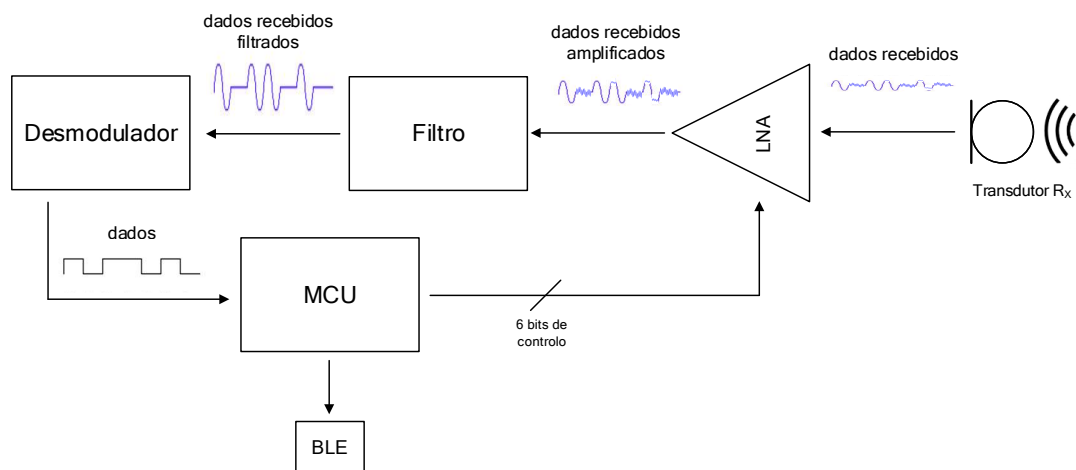 dados recebidos
filtrados
dados recebidos
amplificados
dados recebidos
Desmodulador
Filtro
LNA
Transdutor Rx
dados
MCU
6 bits de
controlo
BLE